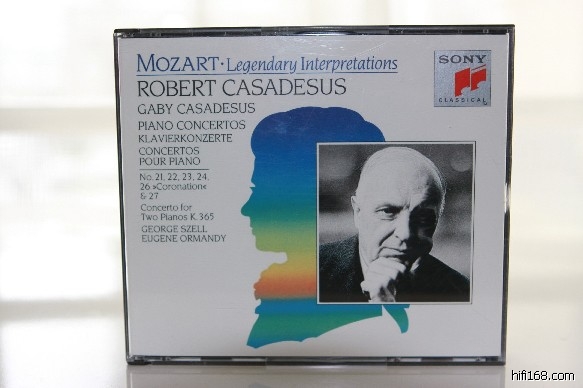 MOZART · Legendary Interpretations
ROBERT CASADESUS
GABY CASADESUS
PIANO CONCERTOS
KLAVIERKONZERTE
CONCERTOS
POUR PIANO
No. 21, 22, 23, 24,
26 »Coronation«
& 27
Concerto for
Two Pianos K. 365
GEORGE SZELL
EUGENE ORMANDY
SONY
CLASSICAL
hifi168.com